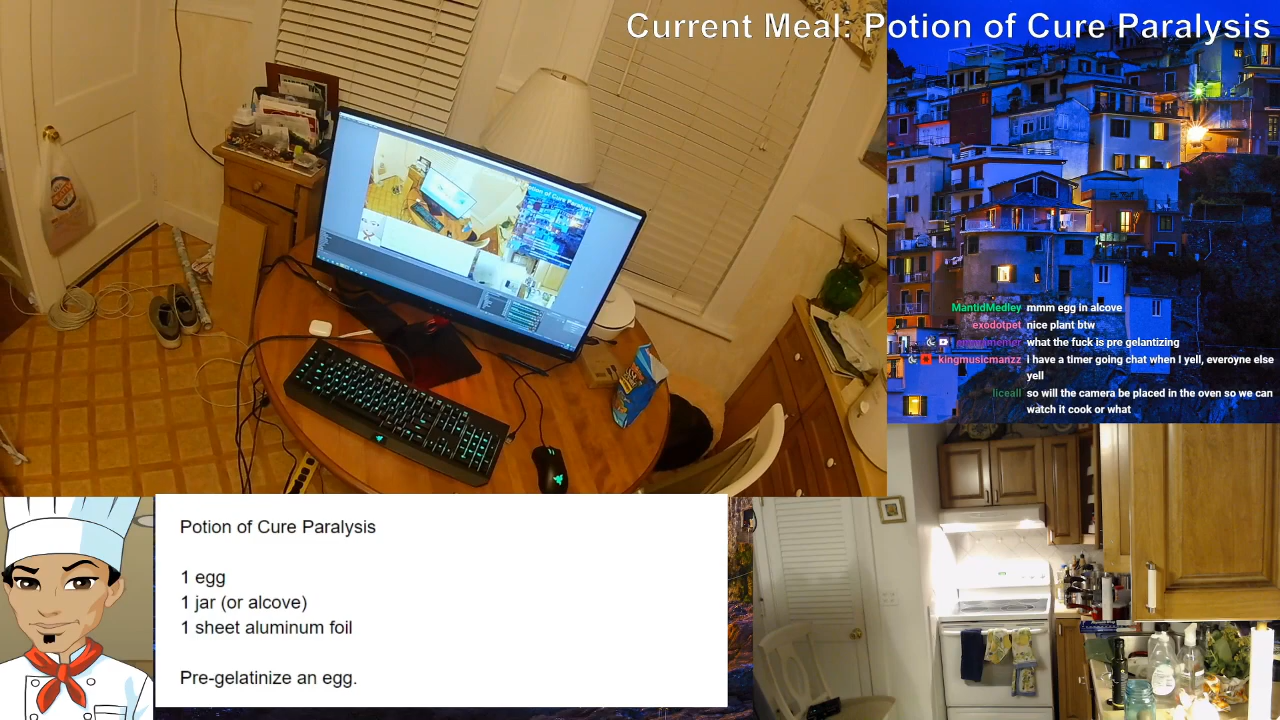 Current Meal: Potion of Cure Paralysis
MantidMedley mmm egg in alcove
exodotpet nice plant btw
what the fuck is pre gelantizing
kingmusicmanzz i have a timer going chat when I yell, everoyne else
yell
liceall so will the camera be placed in the oven so we can
watch it cook or what
Potion of Cure Paralysis
1 egg
1 jar (or alcove)
1 sheet aluminum foil
Pre-gelatinize an egg.